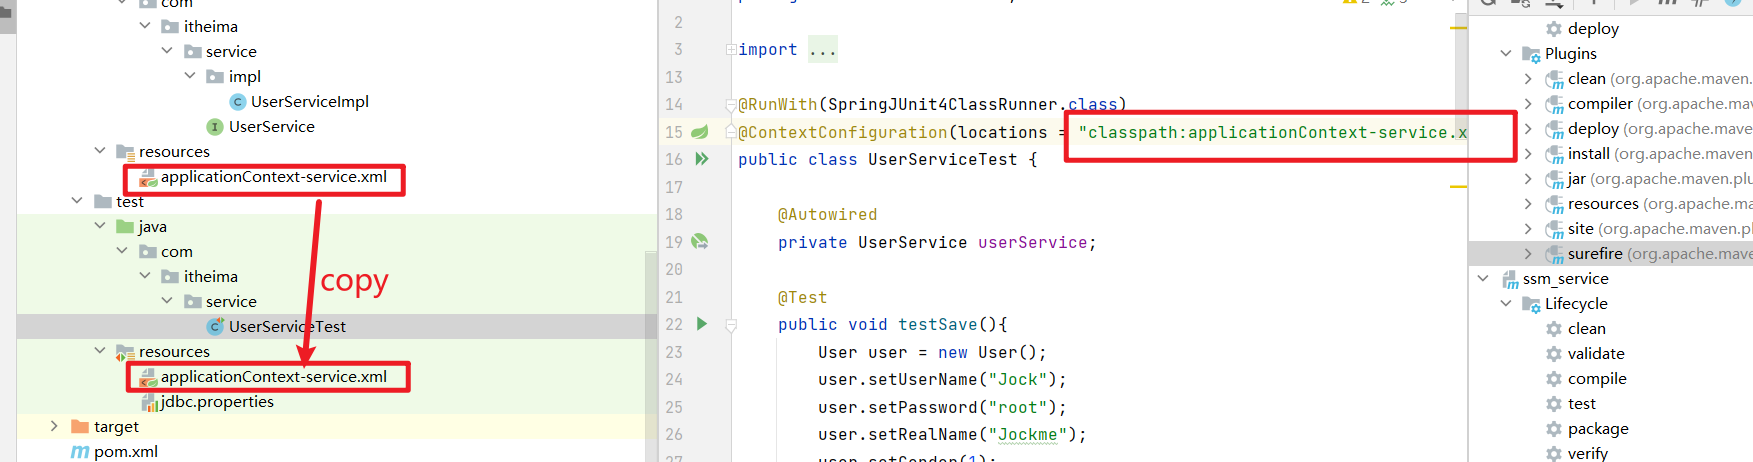 com
itheima
service
impl
UserServiceImpl
UserService
resources
applicationContext-service.xml
test
java
com
itheima
copy
service
UserServiceTest
resources
applicationContext-service.xml
jdbc.properties
target
pom.xml
2
3 import ...
13
14 @RunWith(SpringJUnit4ClassRunner.class)
15 @ContextConfiguration(locations = "classpath:applicationContext-service.x
16 public class UserServiceTest {
17
18 @Autowired
19 private UserService userService;
20
21 @Test
22 public void testSave(){
23 User user = new User();
24 user.setUserName("Jock");
25 user.setPassword("root");
26 user.setRealName("Jockme");
27 user.setGender(1);
deploy
Plugins
clean (org.apache.maven.
compiler (org.apache.mav
deploy (org.apache.maver
install (org.apache.maven.
jar (org.apache.maven.plu
resources (org.apache.ma
site (org.apache.maven.pl
surefire (org.apache.mave
ssm_service
Lifecycle
clean
validate
compile
test
package
verify